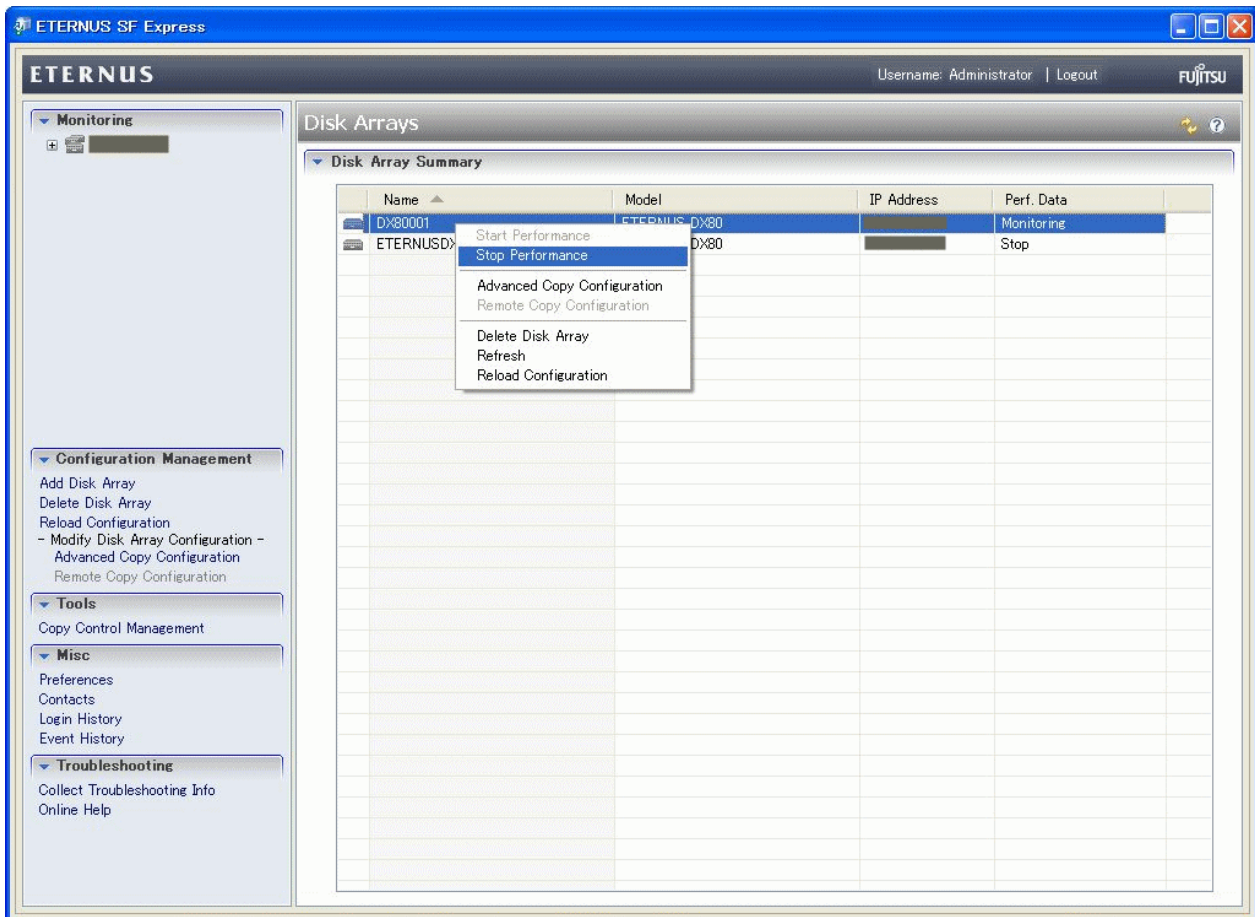 ETERNUS SF Express
ETERNUS
Username: Administrator | Logout
FUJITSU
Monitoring
Disk Arrays
Disk Array Summary
Name Model IP Address Perf. Data
DX80001 ETERNUS DX80 Monitoring
ETERNUSDX DX80 Stop
Start Performance
Stop Performance
Advanced Copy Configuration
Remote Copy Configuration
Delete Disk Array
Refresh
Reload Configuration
Configuration Management
Add Disk Array
Delete Disk Array
Reload Configuration
- Modify Disk Array Configuration -
Advanced Copy Configuration
Remote Copy Configuration
Tools
Copy Control Management
Misc
Preferences
Contacts
Login History
Event History
Troubleshooting
Collect Troubleshooting Info
Online Help